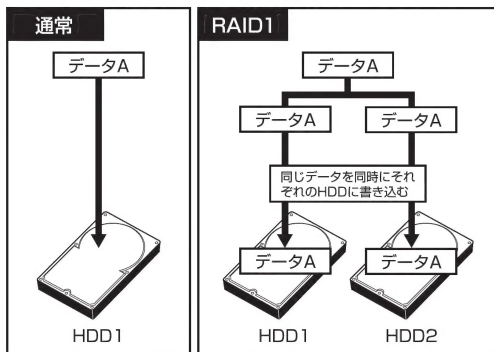 通常
データA
HDD1
RAID1
データA
データA
データA
同じデータを同時にそれ
ぞれのHDDに書き込む
データA
データA
HDD1
HDD2